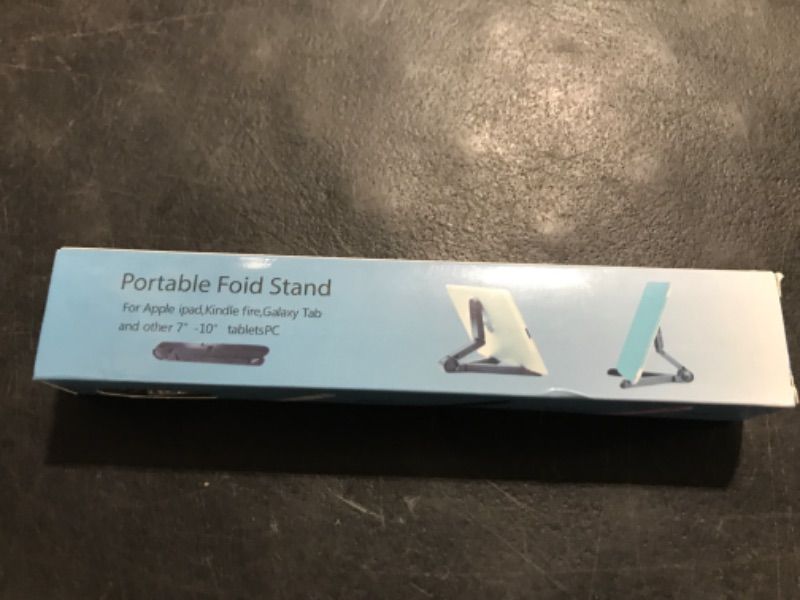 Portable Foid Stand
For Apple ipad,Kindle fire,Galaxy Tab
and other 7" -10" tabletsPC